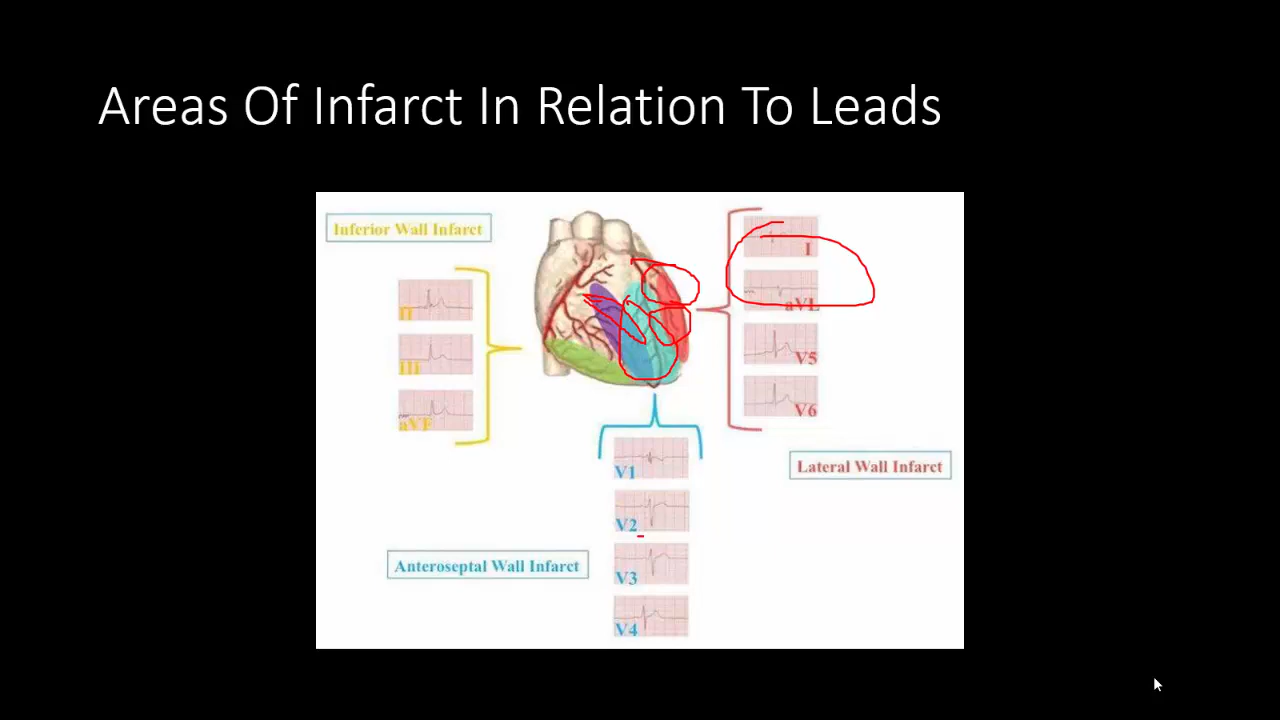 Areas Of Infarct In Relation To Leads
Inferior Wall Infarct
II
III
aVF
I
aVL
V5
V6
Lateral Wall Infarct
V1
V2
V3
V4
Anteroseptal Wall Infarct